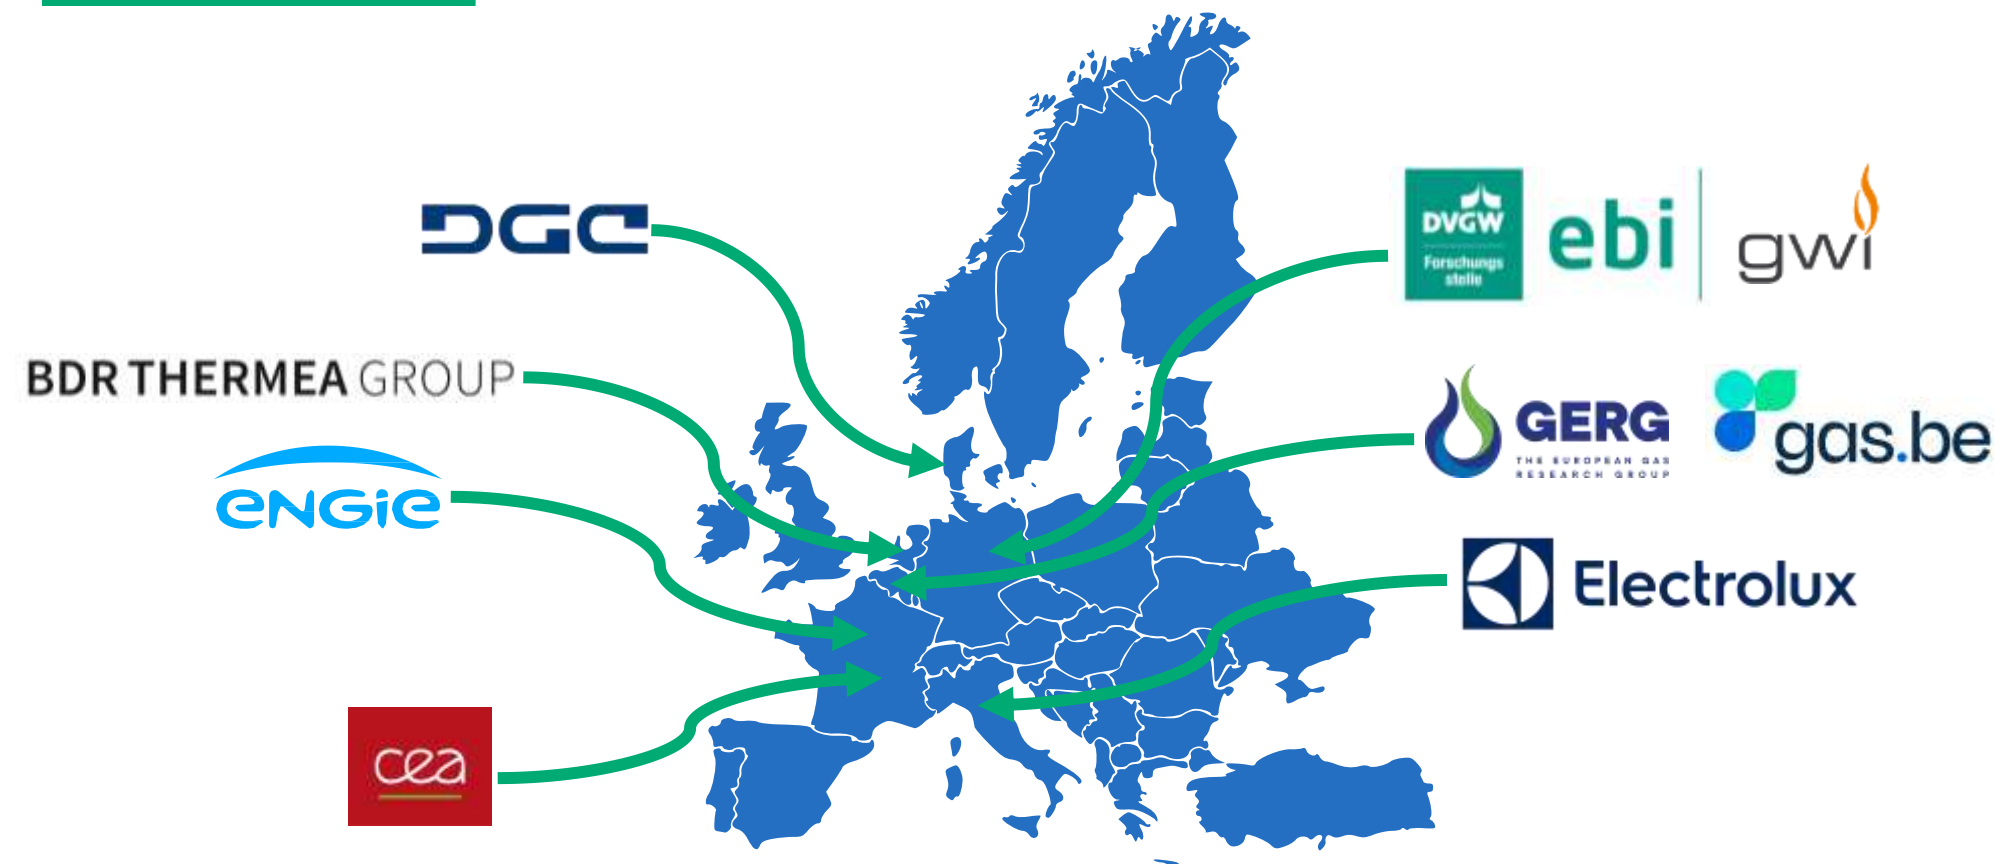 DGC
DVGW
Forschungs
stelle
ebi
gwi
BDR THERMEA GROUP
GERG
THE EUROPEAN GAS
RESEARCH GROUP
gas.be
ENGIE
Electrolux
cea